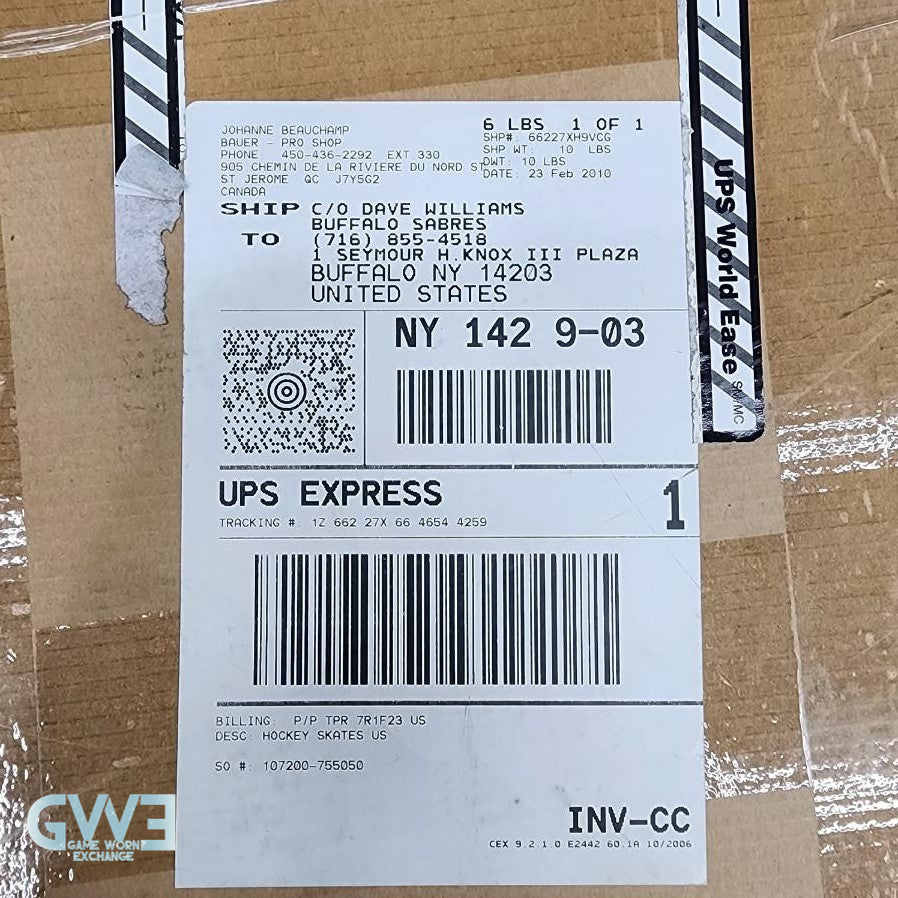 JOHANNE BEAUCHAMP
BAUER - PRO SHOP
PHONE 450-436-2292 EXT 330
905 CHEMIN DE LA RIVIERE DU NORD ST
ST JEROME QC J7Y5G2
CANADA
6 LBS 1 OF 1
SHP#: 66227XH9VCG
SHP WT: 10 LBS
DWT: 10 LBS
DATE: 23 Feb 2010
SHIP TO
C/O DAVE WILLIAMS
BUFFALO SABRES
(716) 855-4518
1 SEYMOUR H.KNOX III PLAZA
BUFFALO NY 14203
UNITED STATES
NY 142 9-03
UPS EXPRESS 1
TRACKING #: 1Z 662 27X 66 4654 4259
BILLING: P/P TPR 7R1F23 US
DESC: HOCKEY SKATES US
SO #: 107200-755050
INV-CC
CEX 9.2.1.0 E2442 60.1A 10/2006
UPS World Ease
GWE
GAME WORN
EXCHANGE